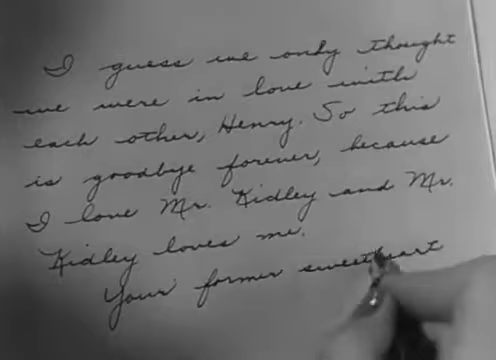 I guess we only thought
we were in love with
each other, Henry. So this
is goodbye forever, because
I love Mr. Kidley and Mr.
Kidley loves me.
Your former sweetheart